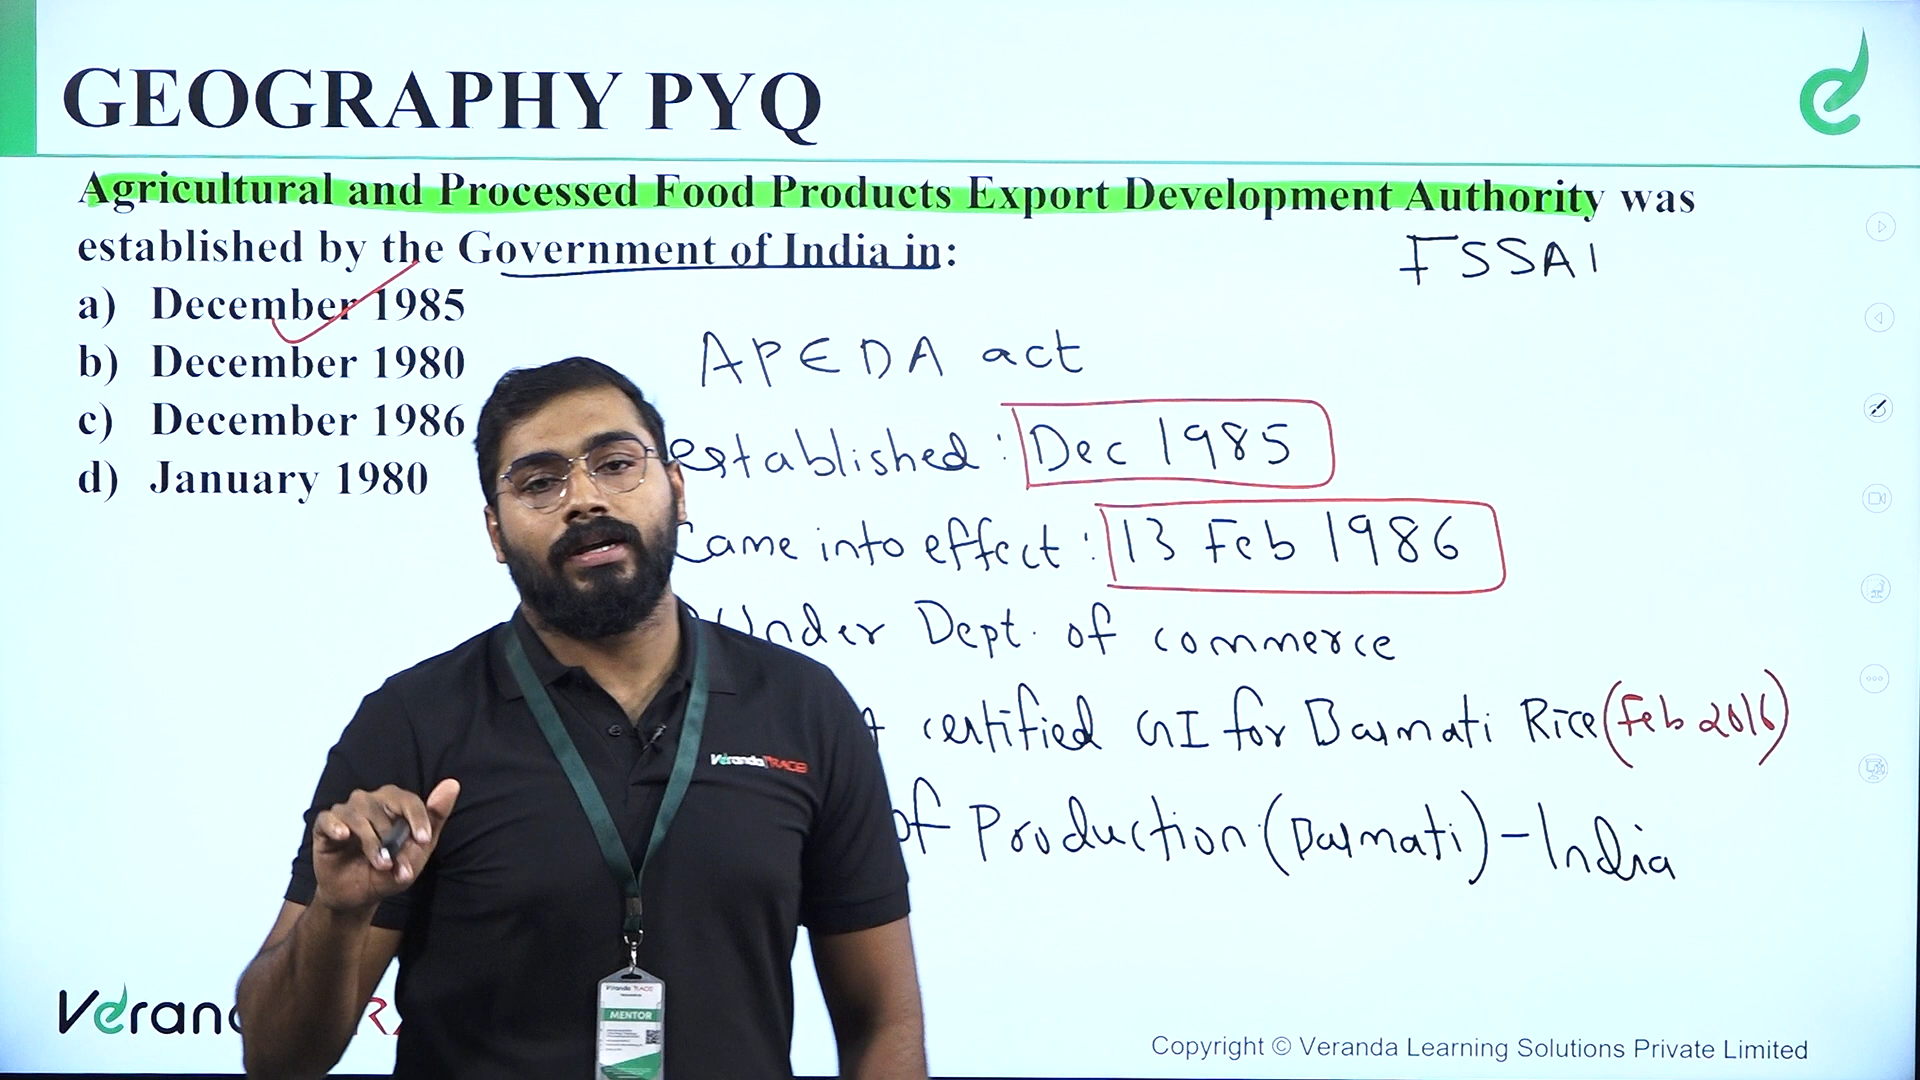 GEOGRAPHY PYQ
Agricultural and Processed Food Products Export Development Authority was
established by the Government of India in:
FSSAI
a) December 1985
b) December 1980
c) December 1986
d) January 1980
APEDA act
established: Dec 1985
Came into effect: 13 Feb 1986
Under Dept. of commerce
certified GI for Basmati Rice (Feb 2016)
of Production (Basmati) - India
Veranda RACE
MENTOR
Veran
Copyright © Veranda Learning Solutions Private Limited